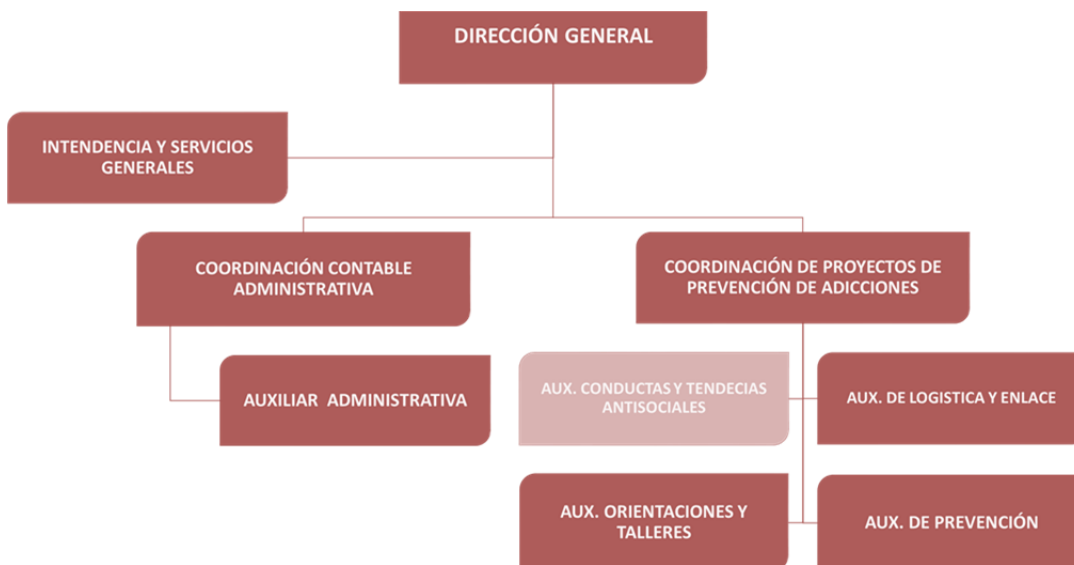 DIRECCIÓN GENERAL
INTENDENCIA Y SERVICIOS
GENERALES
COORDINACIÓN CONTABLE
ADMINISTRATIVA
COORDINACIÓN DE PROYECTOS DE
PREVENCIÓN DE ADICCIONES
AUXILIAR ADMINISTRATIVA
AUX. CONDUCTAS Y TENDECIAS
ANTISOCIALES
AUX. DE LOGISTICA Y ENLACE
AUX. ORIENTACIONES Y
TALLERES
AUX. DE PREVENCIÓN